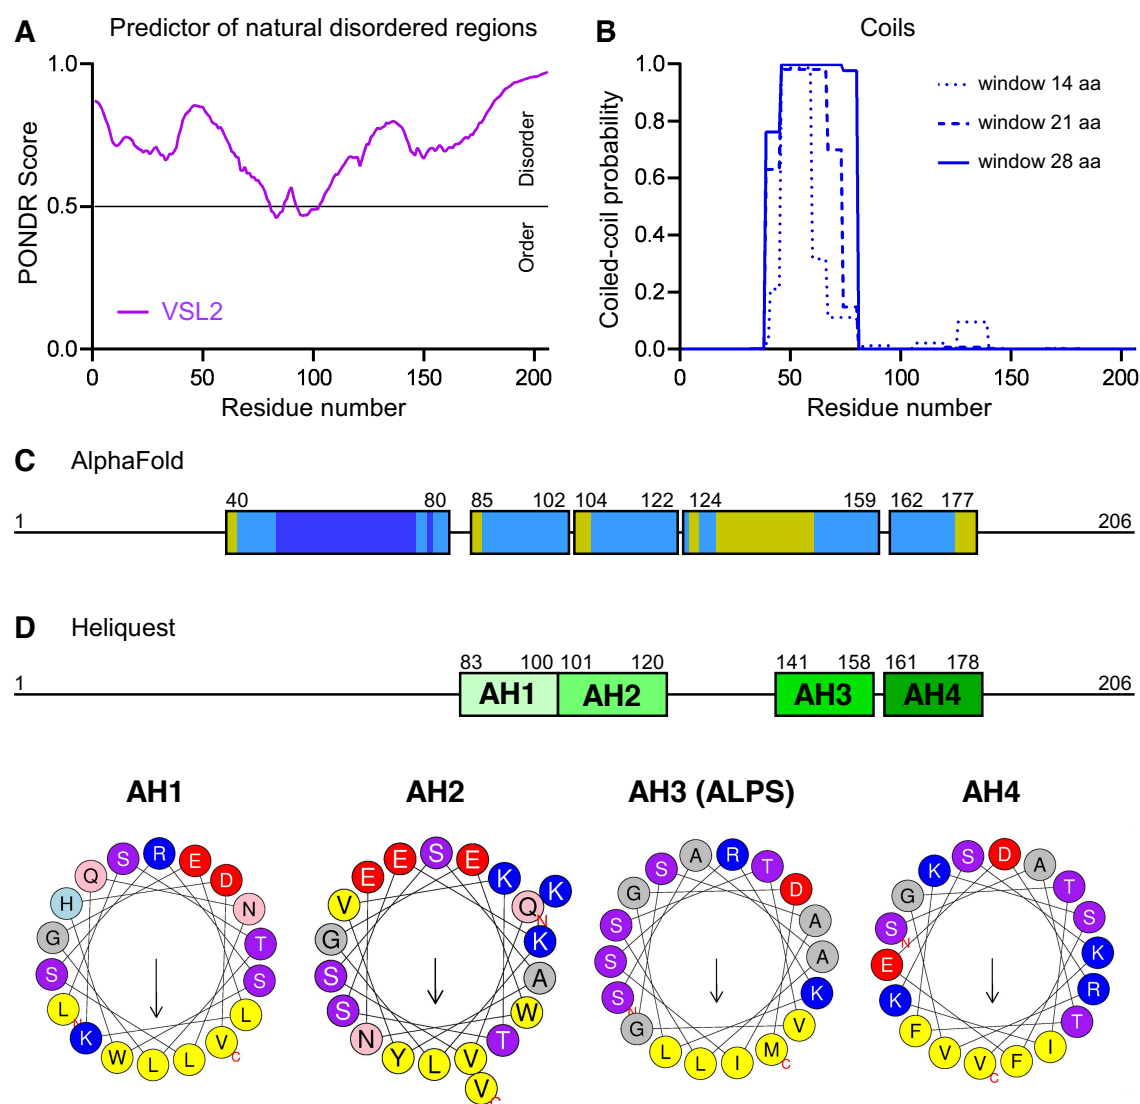 A Predictor of natural disordered regions
1.0
0.5
0.0
PONDR Score
Disorder
Order
VSL2
0 50 100 150 200
Residue number
B Coils
1.0
0.8
0.6
0.4
0.2
0.0
Coiled-coil probability
window 14 aa
window 21 aa
window 28 aa
0 50 100 150 200
Residue number
C AlphaFold
1 40 80 85 102 104 122 124 159 162 177 206
D Heliquest
83 100 101 120 141 158 161 178
1 AH1 AH2 AH3 AH4 206
AH1 AH2 AH3 (ALPS) AH4
S R E D N T S L V C L L W K N L S G H Q
S E K K Q N K A W T V V C L Y N S S G V E E
A R T D A A K V M C I L L G S N S S G S
S D A T S K R T I F V C V F K E S N G K